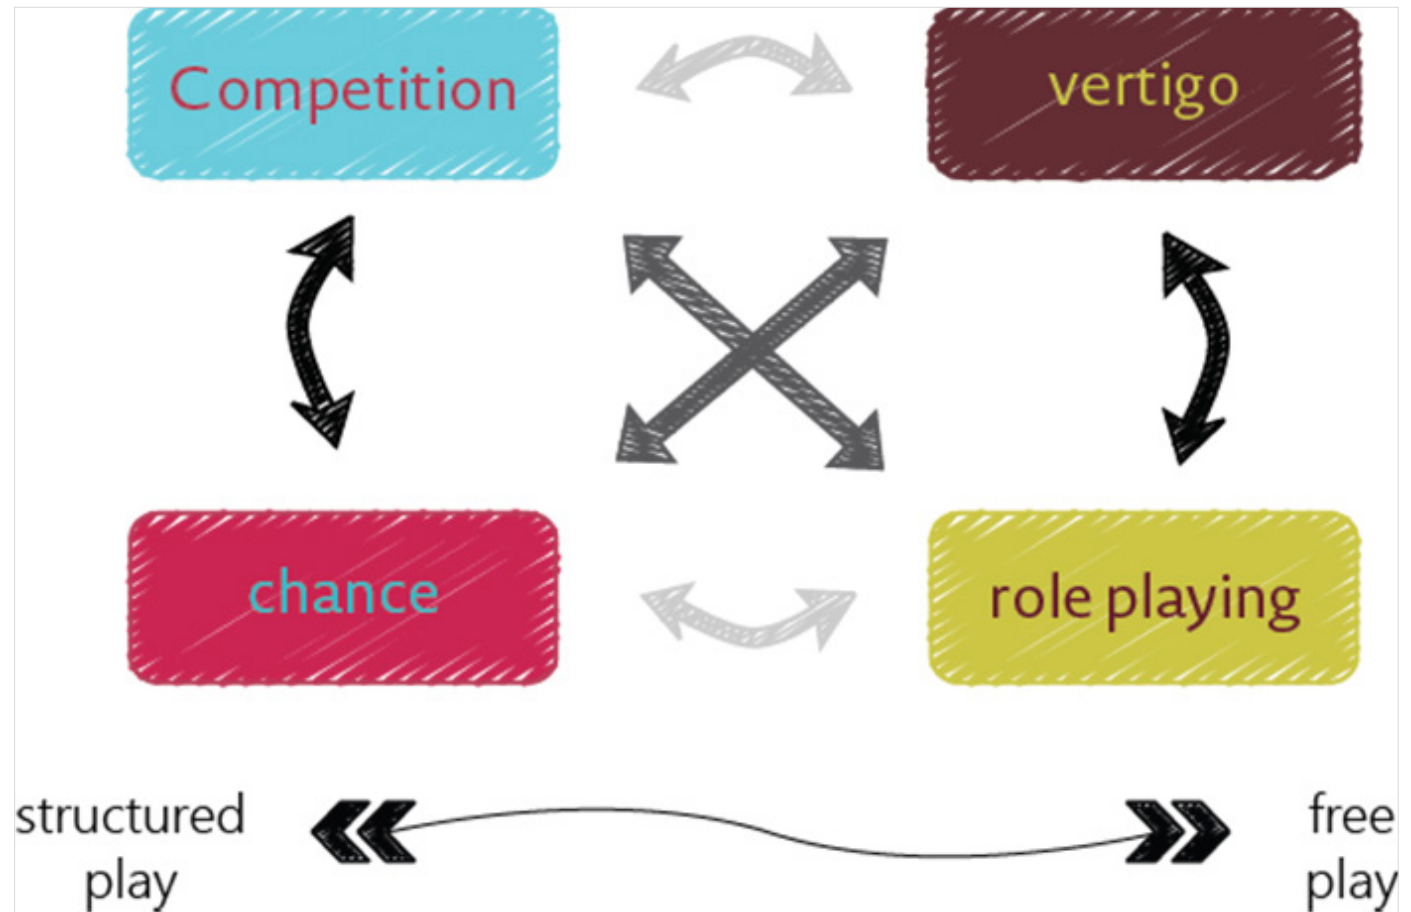 Competition
vertigo
chance
role playing
structured
play
free
play